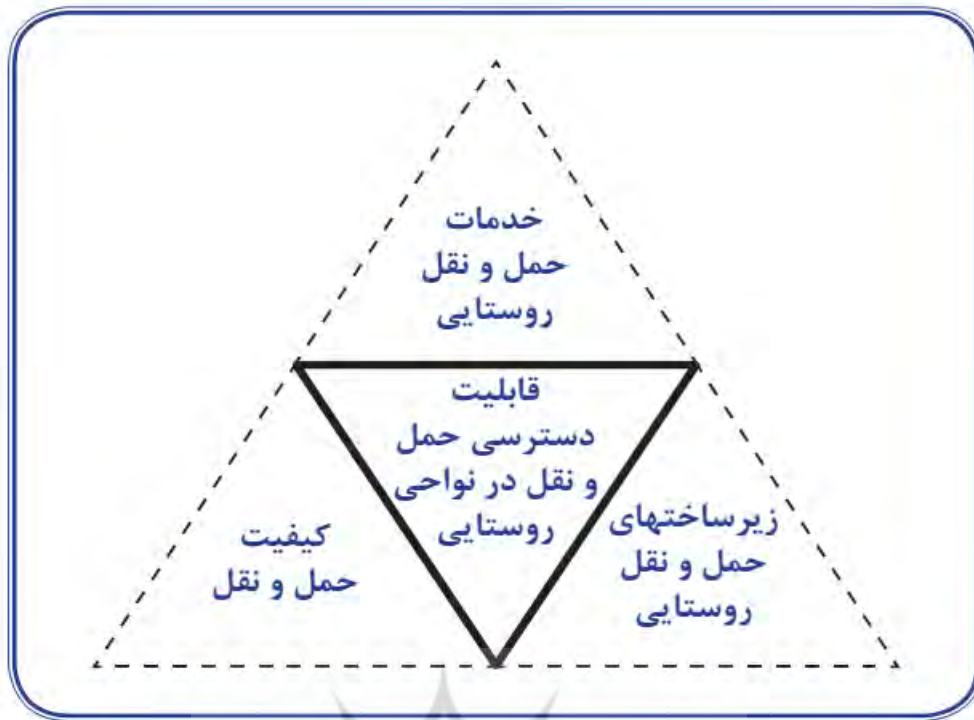 خدمات
حمل و نقل
روستایی
قابلیت
دسترسی حمل
و نقل در نواحی
روستایی
زیرساختهای
حمل و نقل
روستایی
کیفیت
حمل و نقل